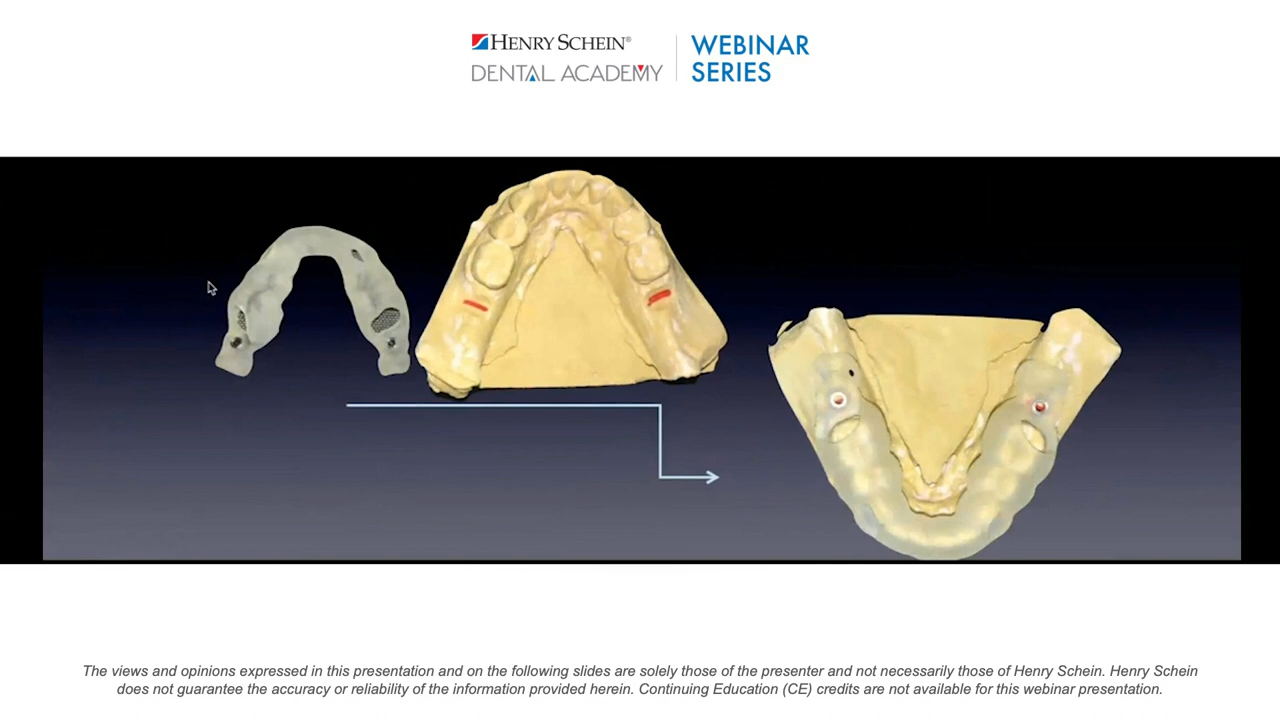 HENRY SCHEIN®
DENTAL ACADEMY
WEBINAR
SERIES
The views and opinions expressed in this presentation and on the following slides are solely those of the presenter and not necessarily those of Henry Schein. Henry Schein
does not guarantee the accuracy or reliability of the information provided herein. Continuing Education (CE) credits are not available for this webinar presentation.